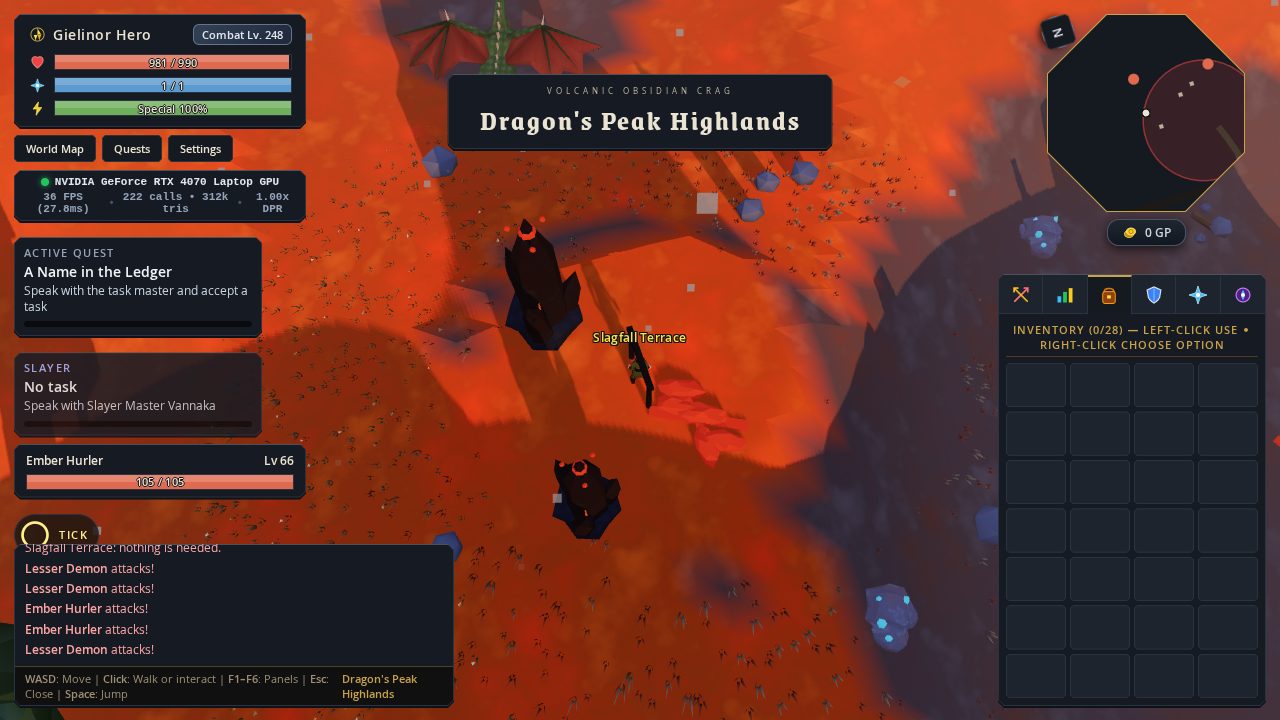 Gielinor Hero
Combat Lv. 248
981 / 990
1 / 1
Special 100%
World Map
Quests
Settings
NVIDIA GeForce RTX 4070 Laptop GPU
36 FPS (27.8ms) • 222 calls • 312k tris • 1.00x DPR
ACTIVE QUEST
A Name in the Ledger
Speak with the task master and accept a
task
SLAYER
No task
Speak with Slayer Master Vannaka
Ember Hurler
Lv 66
105 / 105
TICK
Slagfall Terrace: nothing is needed.
Lesser Demon attacks!
Lesser Demon attacks!
Ember Hurler attacks!
Ember Hurler attacks!
Lesser Demon attacks!
WASD: Move | Click: Walk or interact | F1–F6: Panels | Esc:
Close | Space: Jump
Dragon's Peak
Highlands
VOLCANIC OBSIDIAN CRAG
Dragon's Peak Highlands
Slagfall Terrace
N
0 GP
INVENTORY (0/28) — LEFT-CLICK USE •
RIGHT-CLICK CHOOSE OPTION